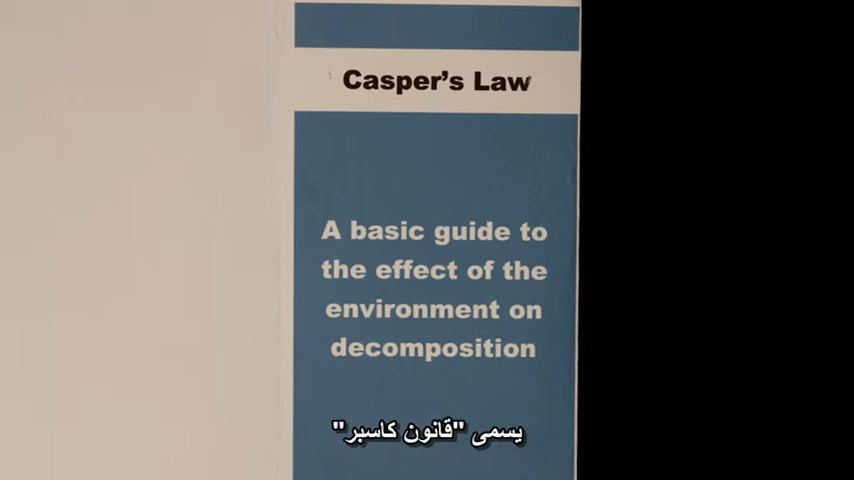 Casper's Law
A basic guide to
the effect of the
environment on
decomposition
يسمى "قانون كاسبر"